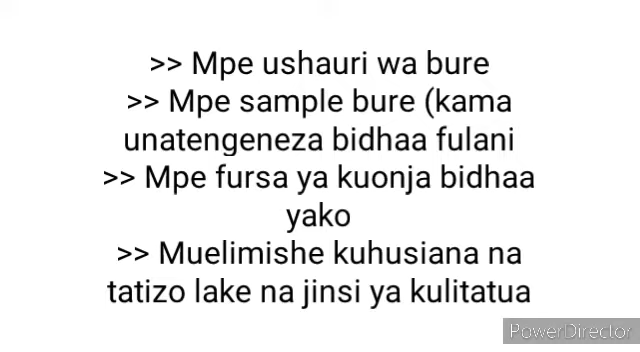 >> Mpe ushauri wa bure
>> Mpe sample bure (kama
unatengeneza bidhaa fulani
>> Mpe fursa ya kuonja bidhaa
yako
>> Muelimishe kuhusiana na
tatizo lake na jinsi ya kulitatua
PowerDirector